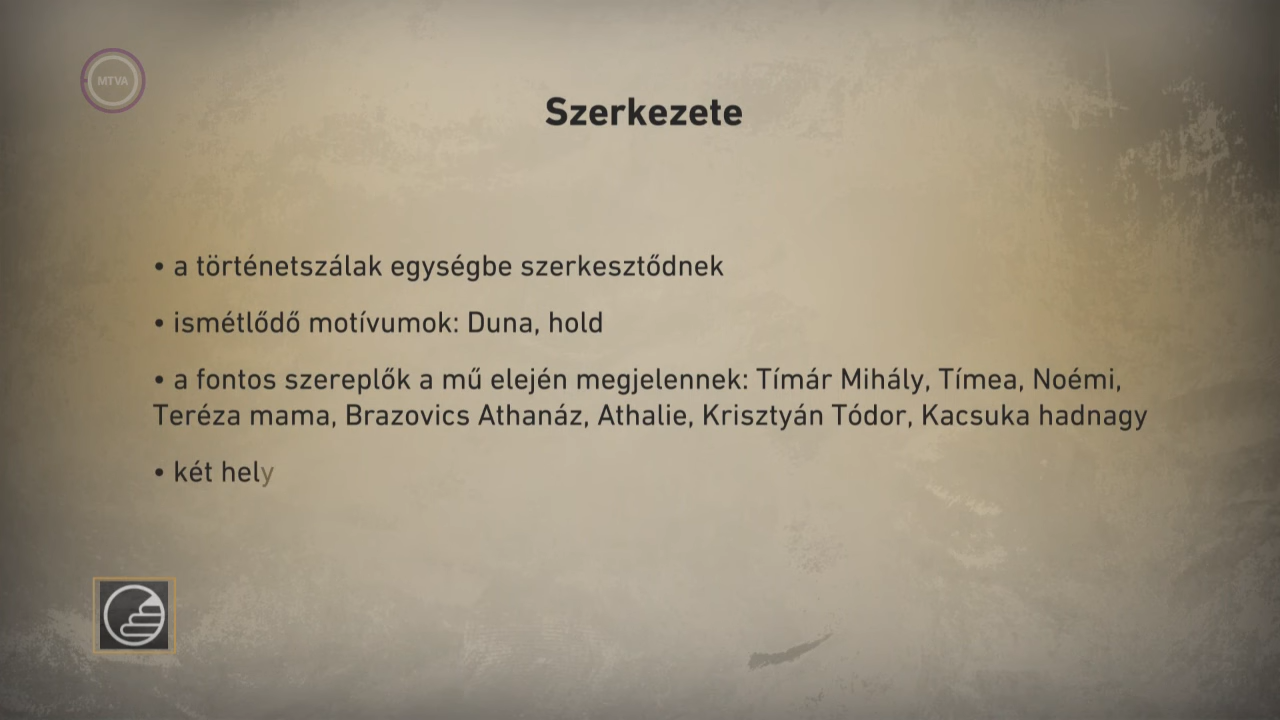 MTVA
Szerkezete
• a történetszálak egységbe szerkesztődnek
• ismétlődő motívumok: Duna, hold
• a fontos szereplők a mű elején megjelennek: Tímár Mihály, Tímea, Noémi,
Teréza mama, Brazovics Athanáz, Athalie, Krisztyán Tódor, Kacsuka hadnagy
• két hely